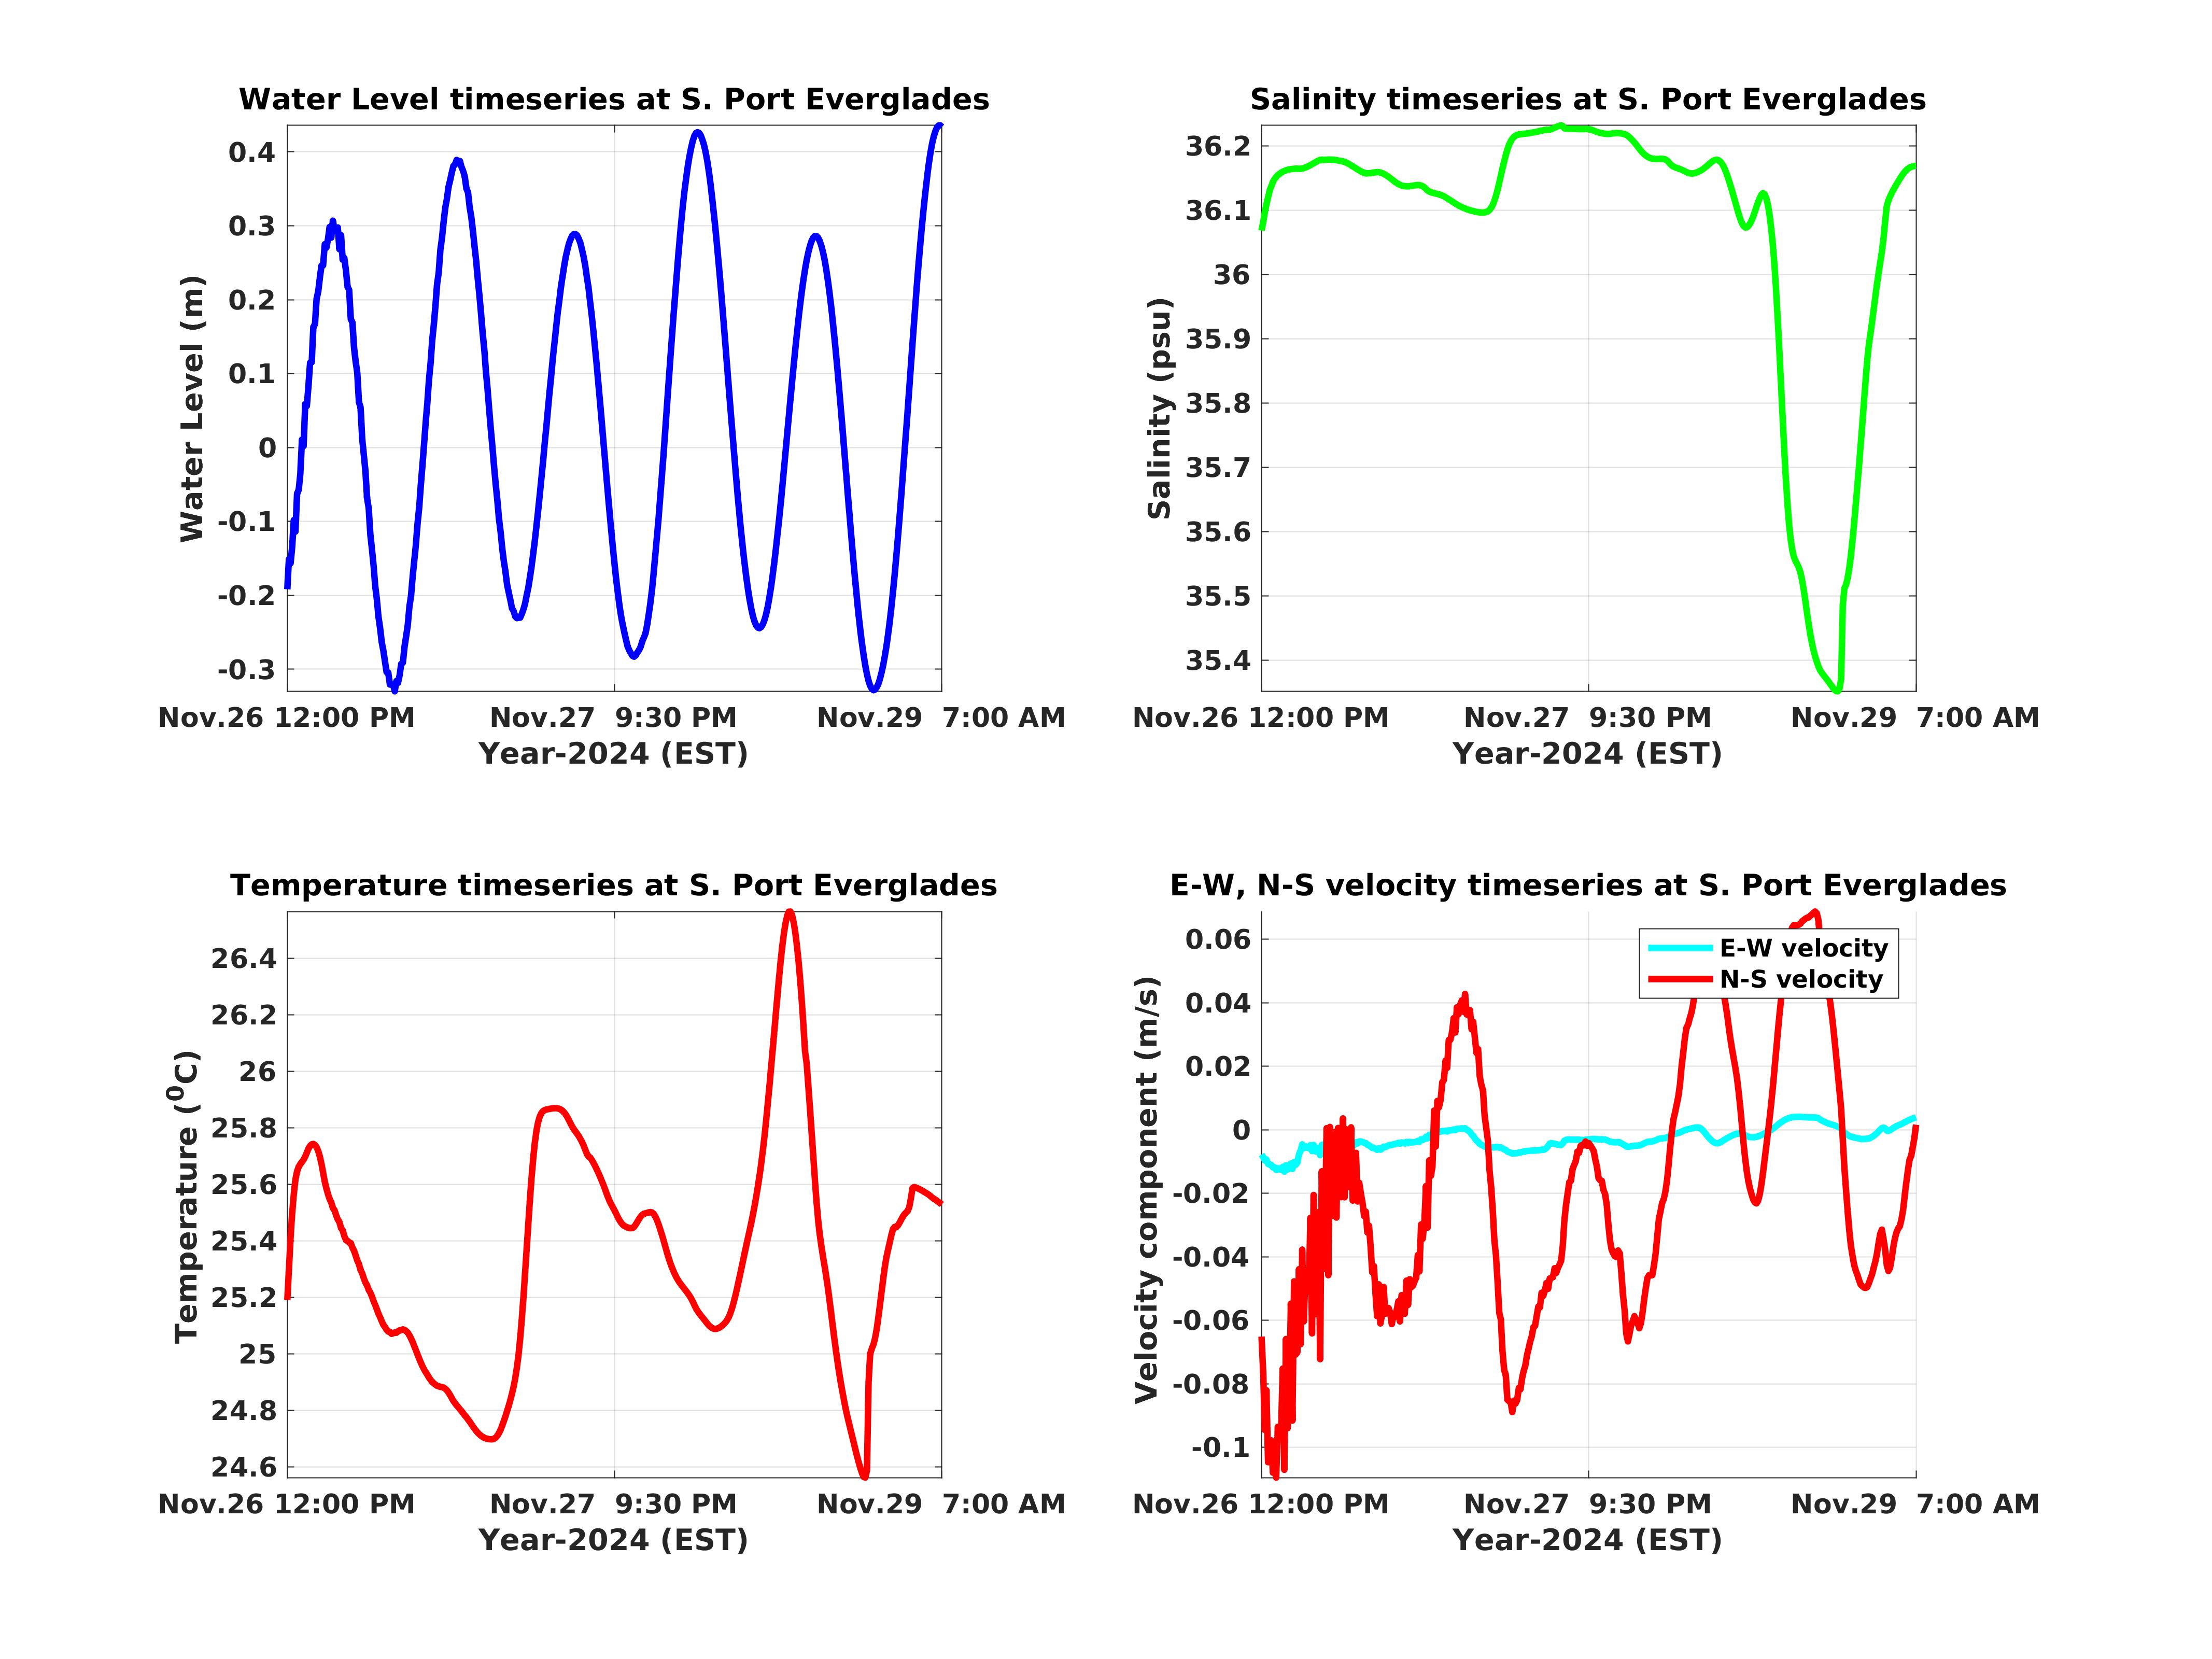 Water Level timeseries at S. Port Everglades
0.4
0.3
0.2
0.1
0
-0.1
-0.2
-0.3
Water Level (m)
Nov.26 12:00 PM Nov.27 9:30 PM Nov.29 7:00 AM
Year-2024 (EST)
Salinity timeseries at S. Port Everglades
36.2
36.1
36
35.9
35.8
35.7
35.6
35.5
35.4
Salinity (psu)
Nov.26 12:00 PM Nov.27 9:30 PM Nov.29 7:00 AM
Year-2024 (EST)
Temperature timeseries at S. Port Everglades
26.4
26.2
26
25.8
25.6
25.4
25.2
25
24.8
24.6
Temperature (⁰C)
Nov.26 12:00 PM Nov.27 9:30 PM Nov.29 7:00 AM
Year-2024 (EST)
E-W, N-S velocity timeseries at S. Port Everglades
0.06
0.04
0.02
0
-0.02
-0.04
-0.06
-0.08
-0.1
Velocity component (m/s)
E-W velocity
N-S velocity
Nov.26 12:00 PM Nov.27 9:30 PM Nov.29 7:00 AM
Year-2024 (EST)